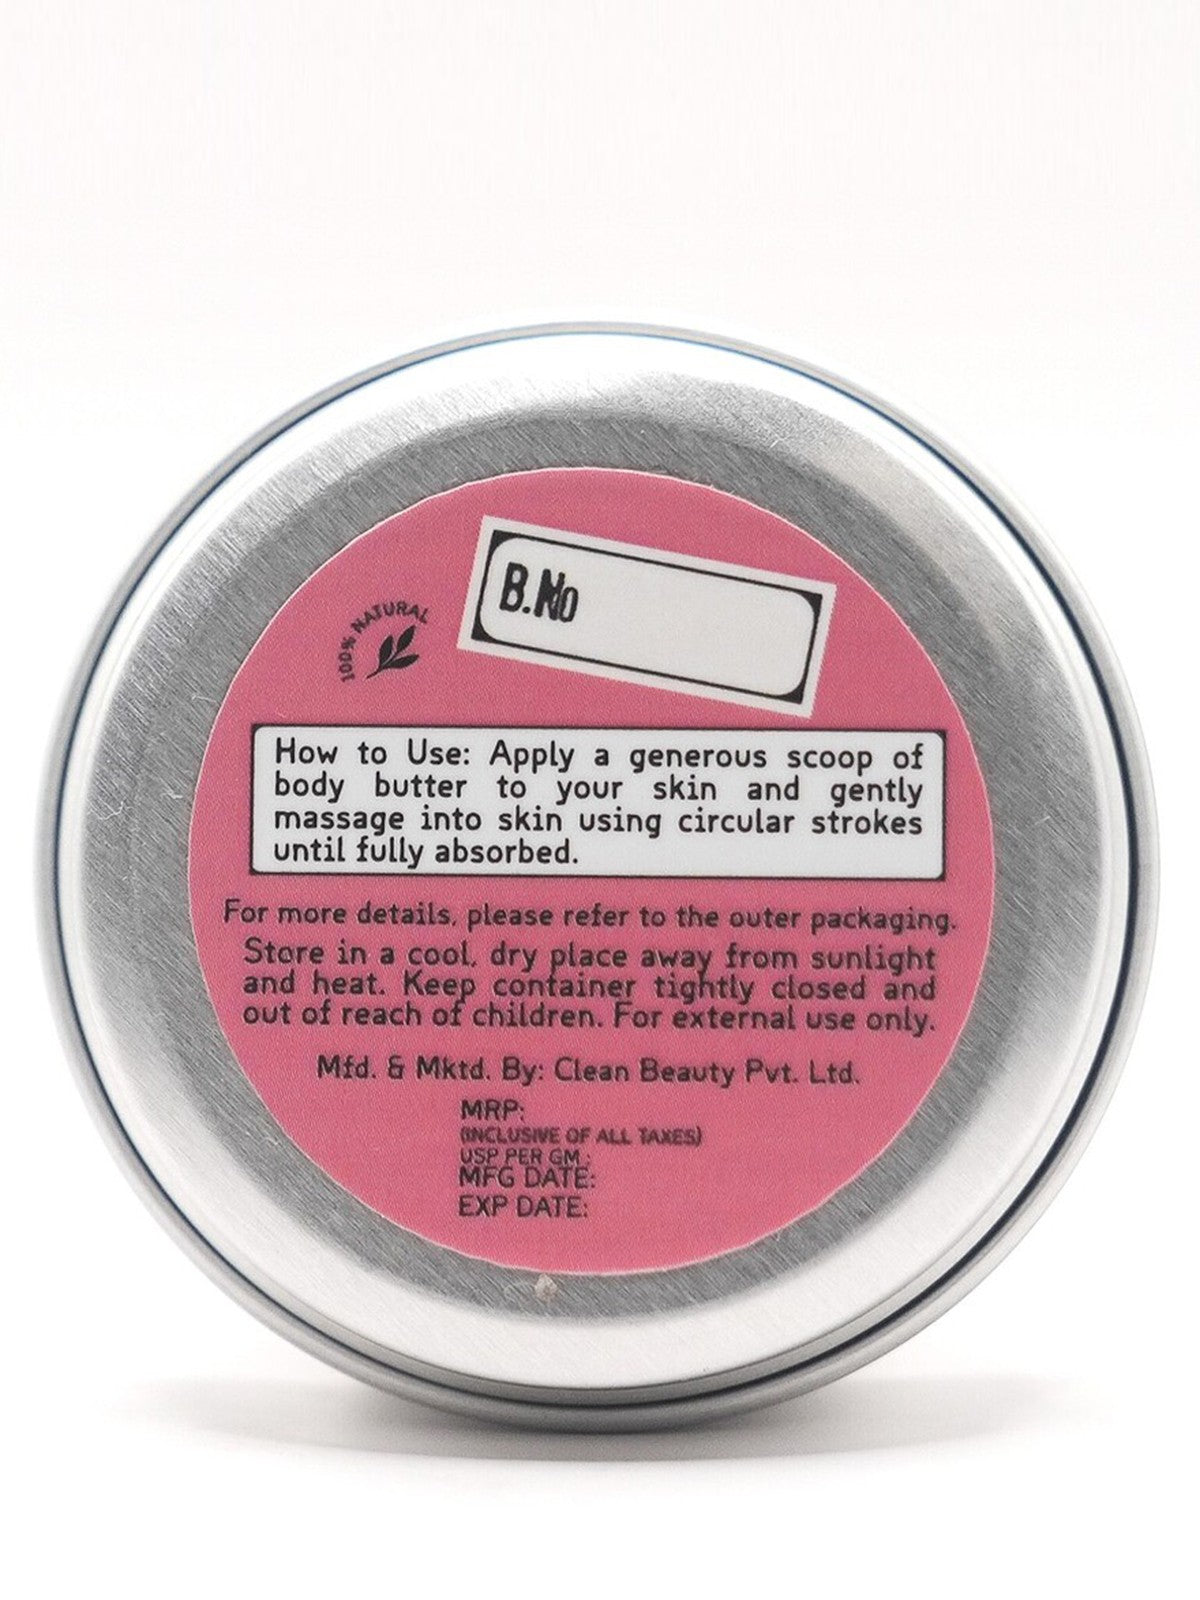 B.No
100% NATURAL
How to Use: Apply a generous scoop of
body butter to your skin and gently
massage into skin using circular strokes
until fully absorbed.
For more details, please refer to the outer packaging.
Store in a cool, dry place away from sunlight
and heat. Keep container tightly closed and
out of reach of children. For external use only.
Mfd. & Mktd. By: Clean Beauty Pvt. Ltd.
MRP:
(INCLUSIVE OF ALL TAXES)
USP PER GM :
MFG DATE:
EXP DATE: